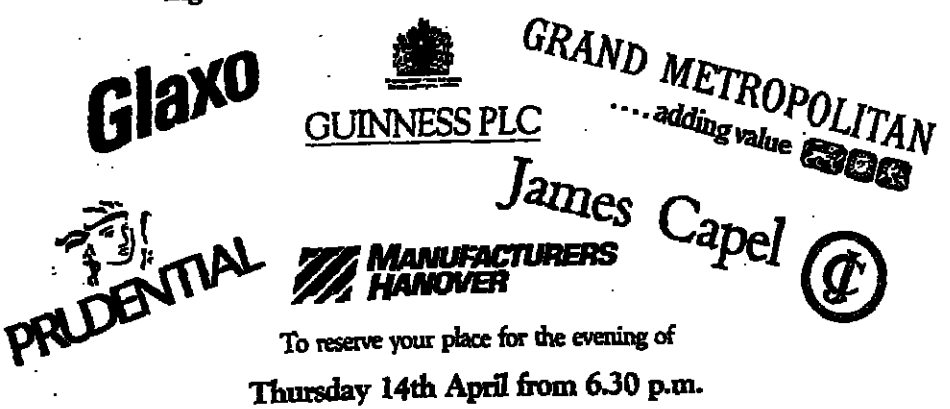 Glaxo
GUINNESS PLC
GRAND METROPOLITAN
....adding value
James Capel
PRUDENTIAL
MANUFACTURERS
HANOVER
To reserve your place for the evening of
Thursday 14th April from 6.30 p.m.